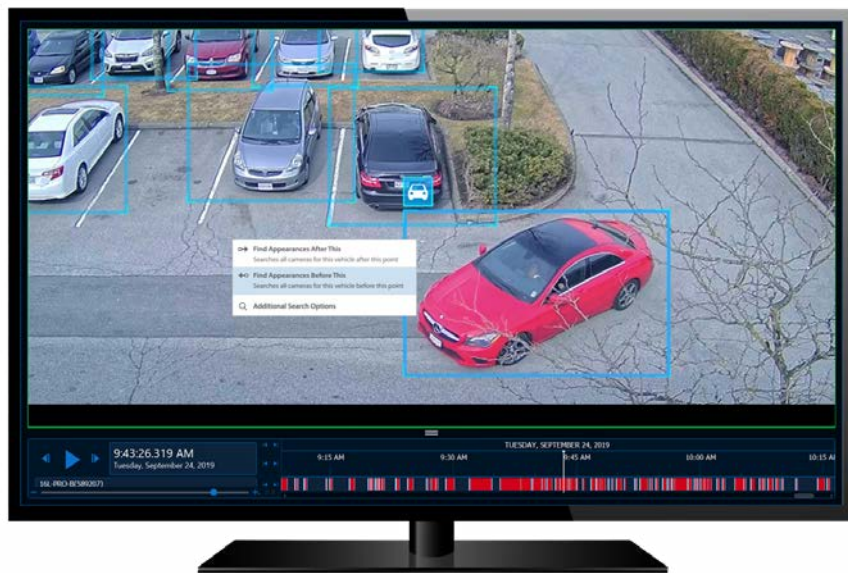 Find Appearances After This
Searches all cameras for this vehicle after this point
Find Appearances Before This
Searches all cameras for this vehicle before this point
Additional Search Options
TUESDAY, SEPTEMBER 24, 2019
9:43:26.319 AM
Tuesday, September 24, 2019
9:15 AM
9:30 AM
9:45 AM
10:00 AM
10:15 A